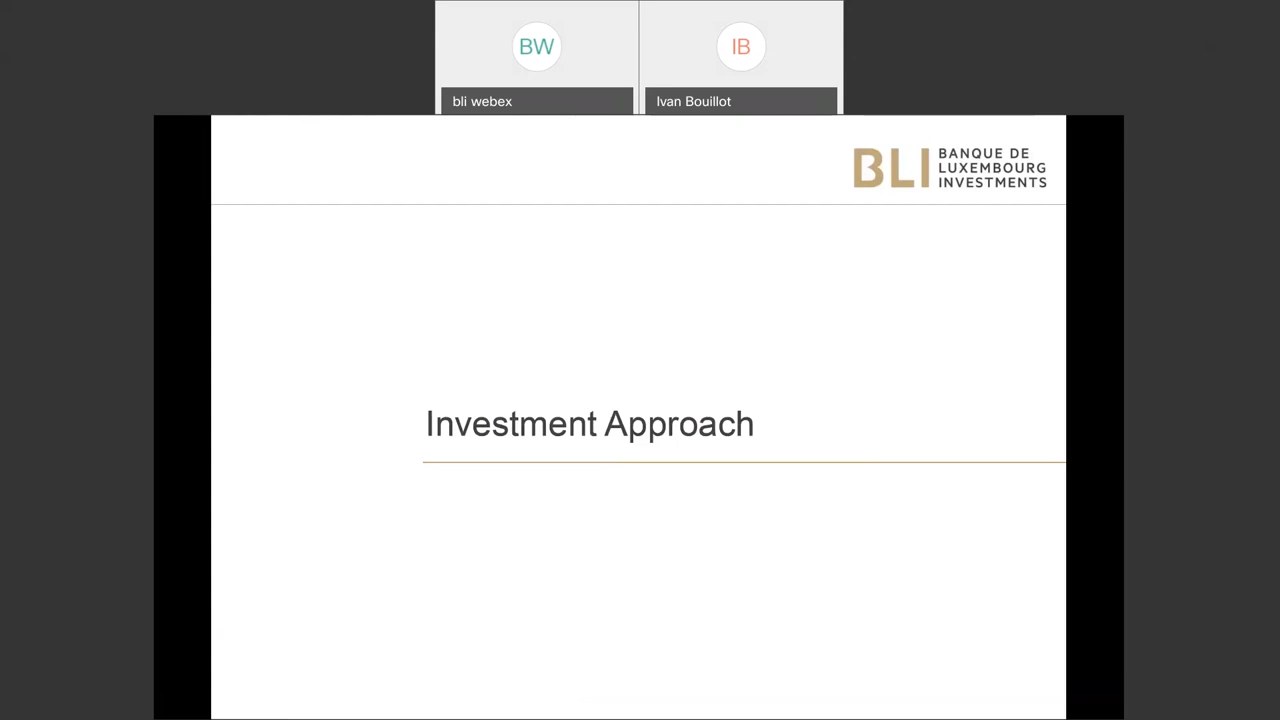 BW
IB
bli webex
Ivan Bouillot
BLI
BANQUE DE
LUXEMBOURG
INVESTMENTS
Investment Approach